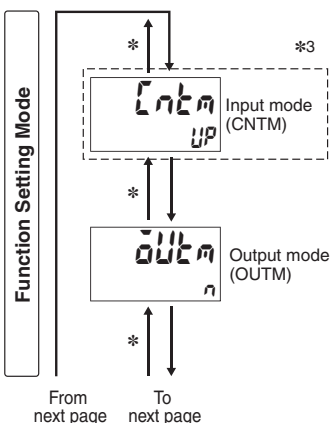 Function Setting Mode
*
*3
Cntm
UP
Input mode
(CNTM)
*
OUtm
n
Output mode
(OUTM)
*
From
next page
To
next page